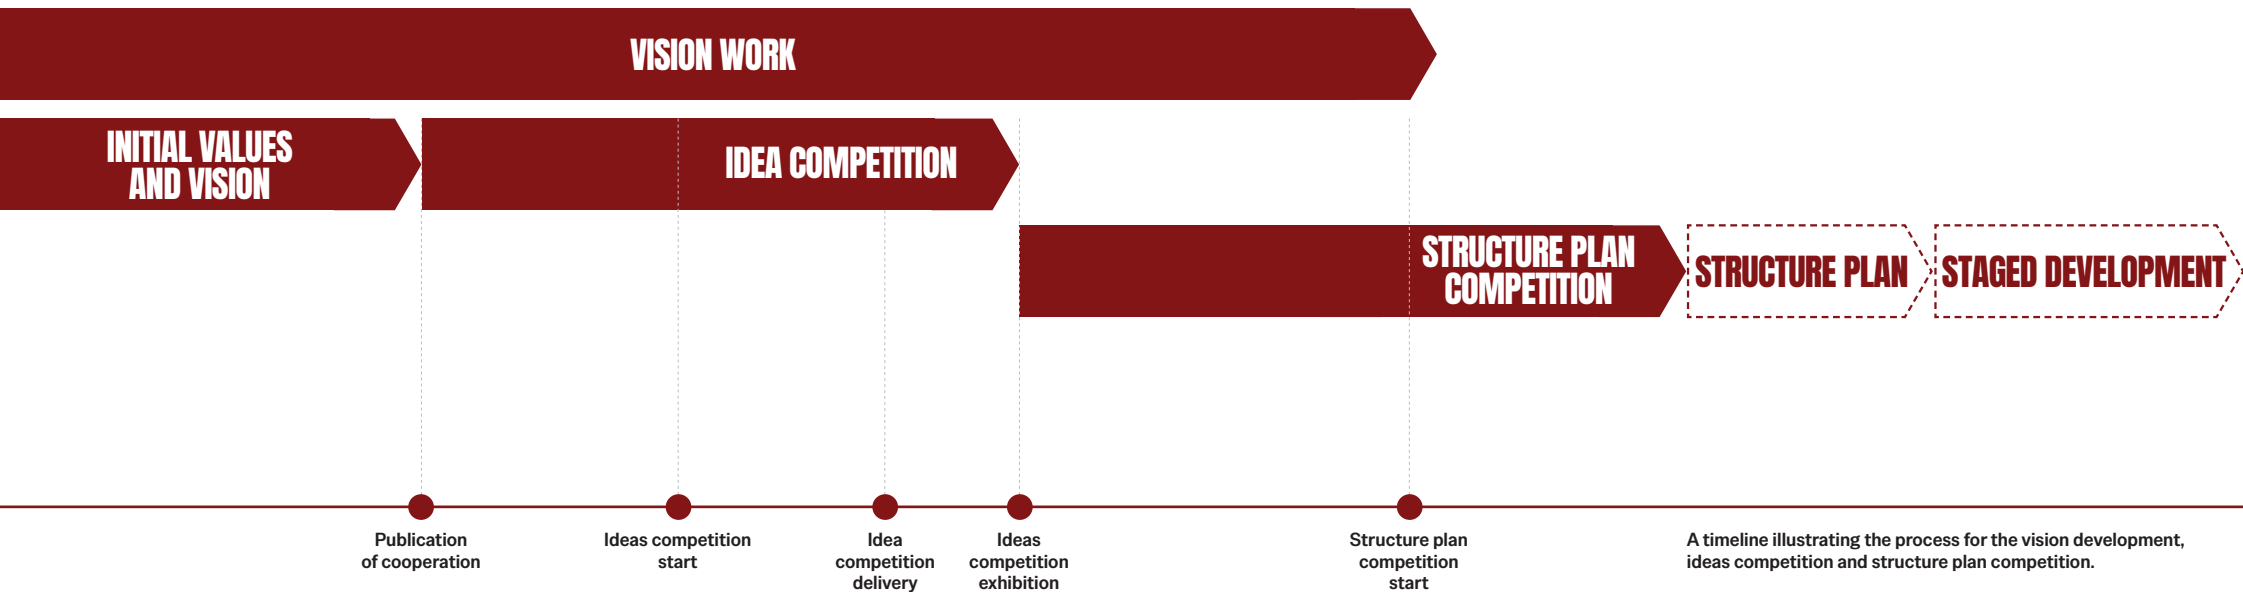 VISION WORK
INITIAL VALUES
AND VISION
IDEA COMPETITION
STRUCTURE PLAN
COMPETITION
STRUCTURE PLAN
STAGED DEVELOPMENT
Publication
of cooperation
Ideas competition
start
Idea
competition
delivery
Ideas
competition
exhibition
Structure plan
competition
start
A timeline illustrating the process for the vision development,
ideas competition and structure plan competition.